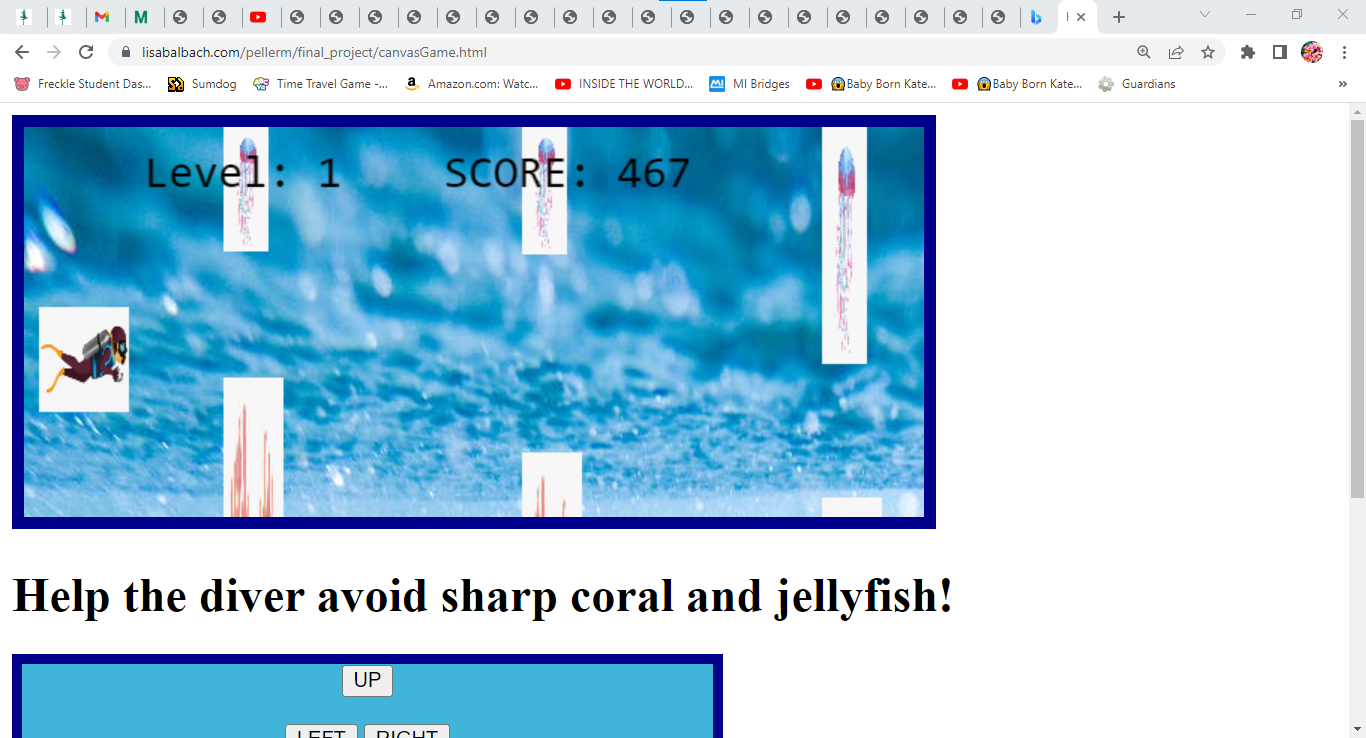 lisabalbach.com/pellerm/final_project/canvasGame.html
Freckle Student Das... Sumdog Time Travel Game -... Amazon.com: Watc... INSIDE THE WORLD... MI Bridges 😱Baby Born Kate... 😱Baby Born Kate... Guardians »
Level: 1 SCORE: 467
Help the diver avoid sharp coral and jellyfish!
UP
LEFT RIGHT